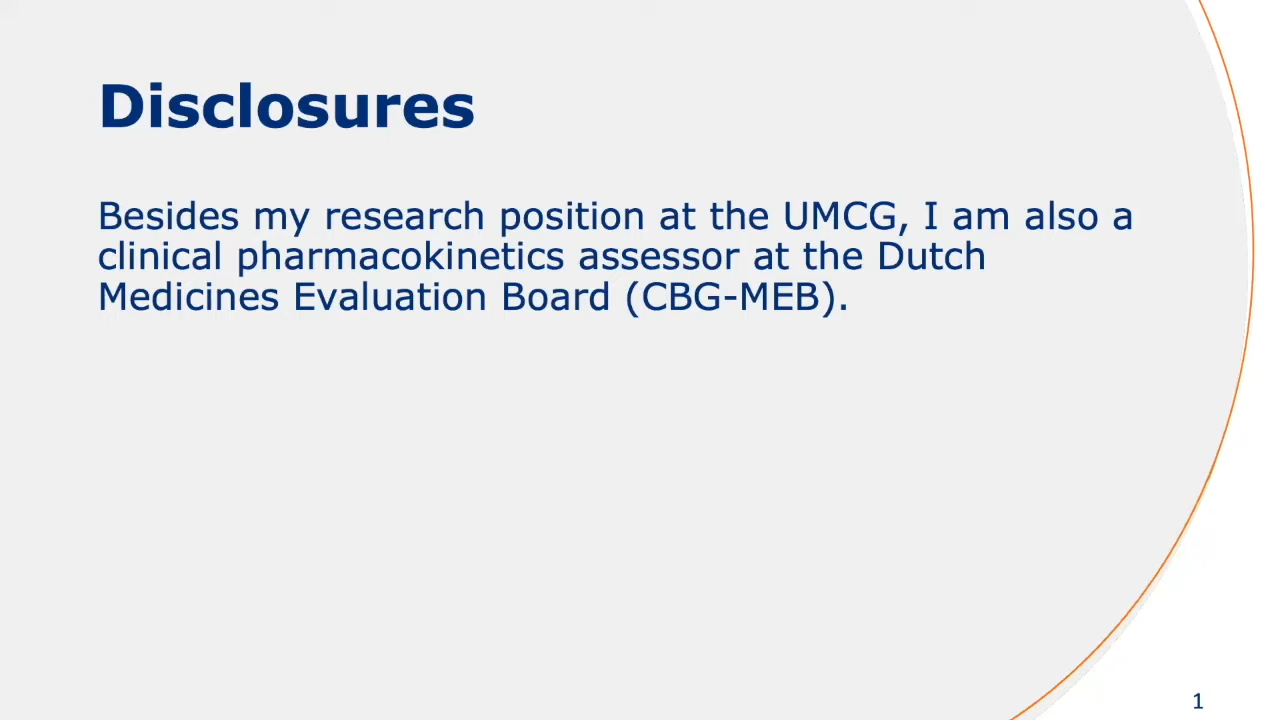 Disclosures
Besides my research position at the UMCG, I am also a
clinical pharmacokinetics assessor at the Dutch
Medicines Evaluation Board (CBG-MEB).
1